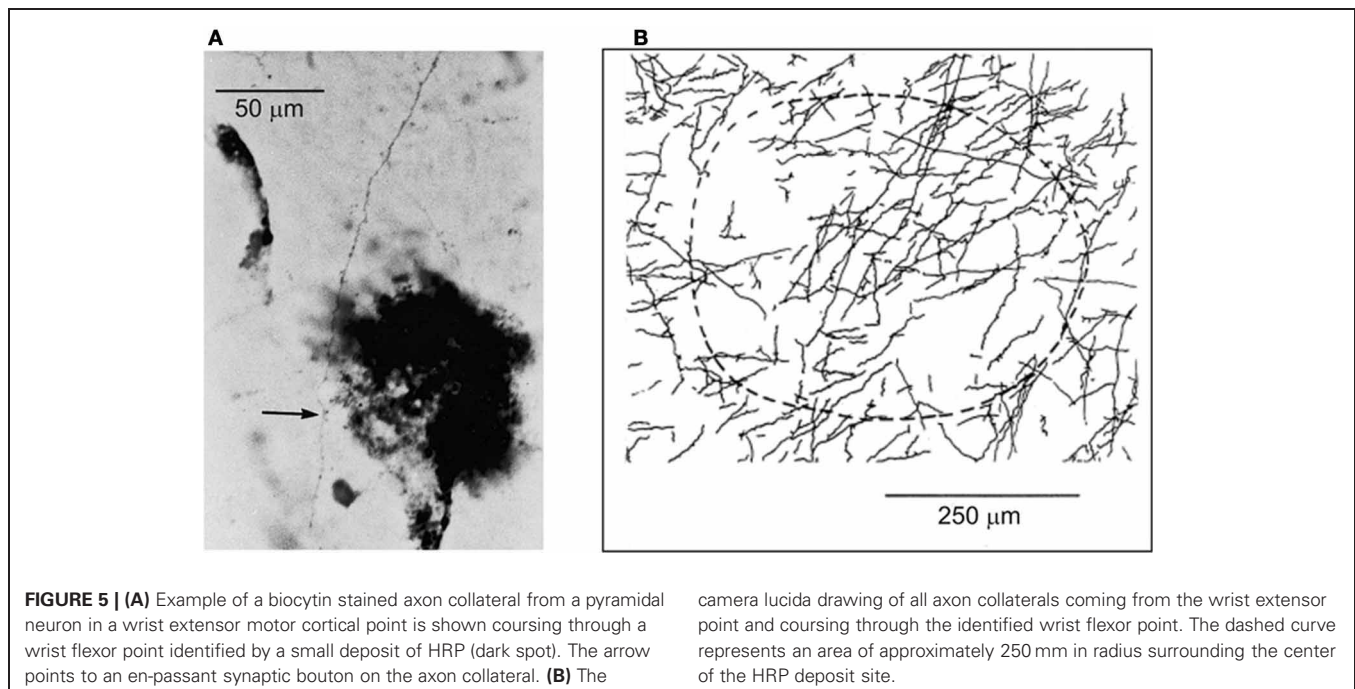 A
B
50 μm
250 μm
FIGURE 5 | (A) Example of a biocytin stained axon collateral from a pyramidal
neuron in a wrist extensor motor cortical point is shown coursing through a
wrist flexor point identified by a small deposit of HRP (dark spot). The arrow
points to an en-passant synaptic bouton on the axon collateral. (B) The
camera lucida drawing of all axon collaterals coming from the wrist extensor
point and coursing through the identified wrist flexor point. The dashed curve
represents an area of approximately 250 mm in radius surrounding the center
of the HRP deposit site.